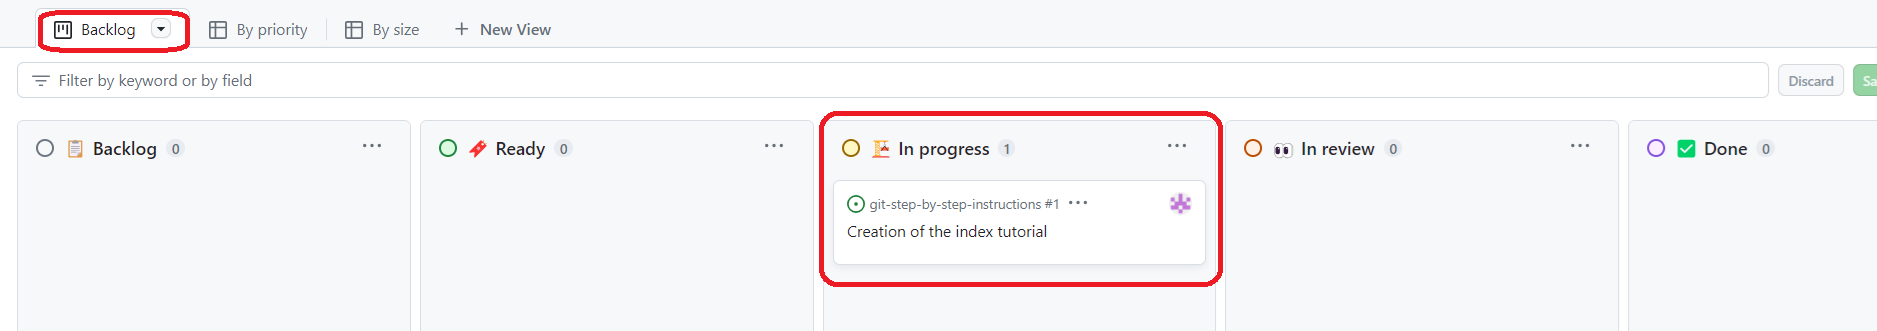 Backlog By priority By size New View
Filter by keyword or by field Discard Sa
Backlog 0 Ready 0 In progress 1 In review 0 Done 0
git-step-by-step-instructions #1
Creation of the index tutorial